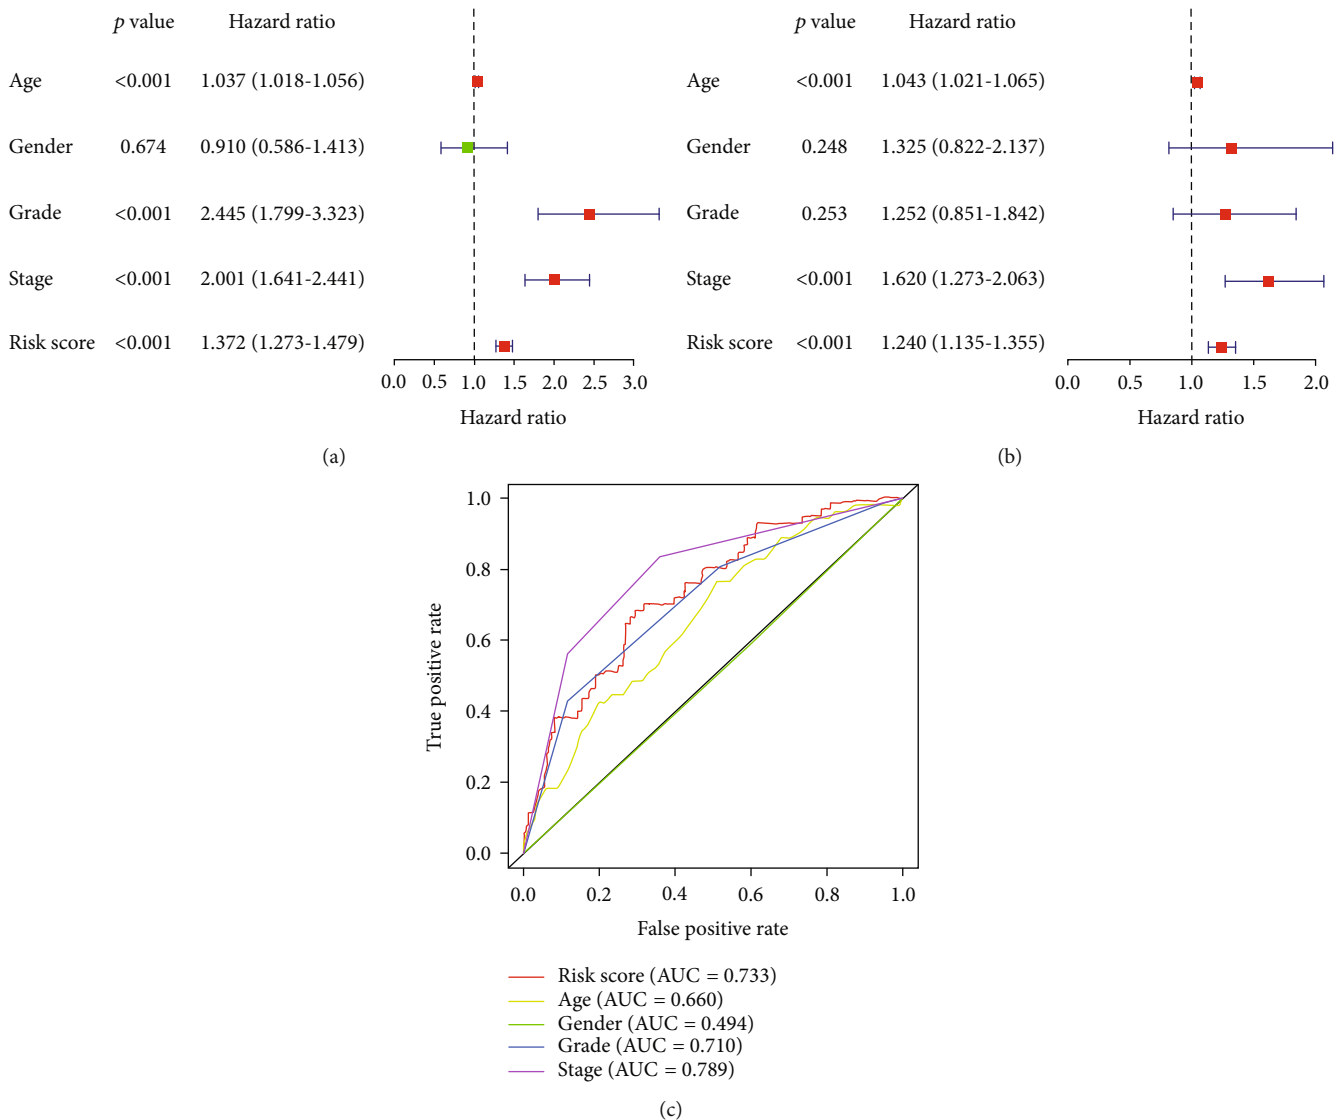 p value Hazard ratio
Age <0.001 1.037 (1.018-1.056)
Gender 0.674 0.910 (0.586-1.413)
Grade <0.001 2.445 (1.799-3.323)
Stage <0.001 2.001 (1.641-2.441)
Risk score <0.001 1.372 (1.273-1.479)
0.0 0.5 1.0 1.5 2.0 2.5 3.0
Hazard ratio
(a)
p value Hazard ratio
Age <0.001 1.043 (1.021-1.065)
Gender 0.248 1.325 (0.822-2.137)
Grade 0.253 1.252 (0.851-1.842)
Stage <0.001 1.620 (1.273-2.063)
Risk score <0.001 1.240 (1.135-1.355)
0.0 0.5 1.0 1.5 2.0
Hazard ratio
(b)
True positive rate
1.0
0.8
0.6
0.4
0.2
0.0
0.0 0.2 0.4 0.6 0.8 1.0
False positive rate
Risk score (AUC = 0.733)
Age (AUC = 0.660)
Gender (AUC = 0.494)
Grade (AUC = 0.710)
Stage (AUC = 0.789)
(c)